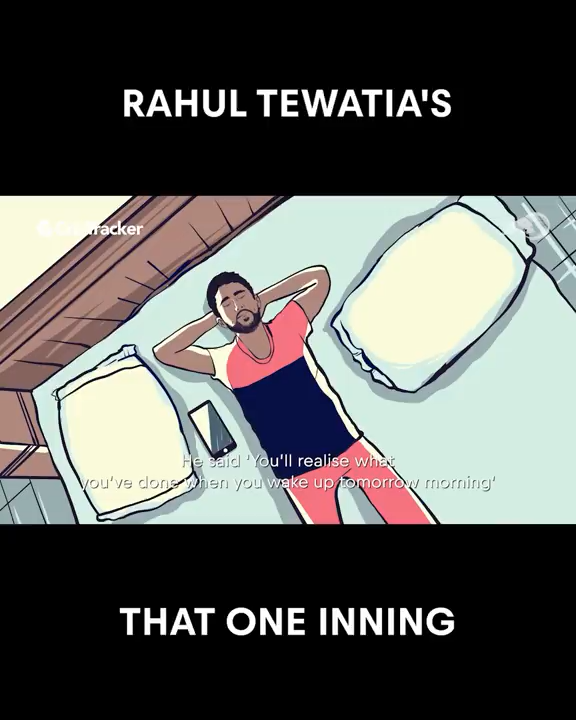 RAHUL TEWATIA'S
CricTracker
He said 'You'll realise what
you've done when you wake up tomorrow morning'
THAT ONE INNING